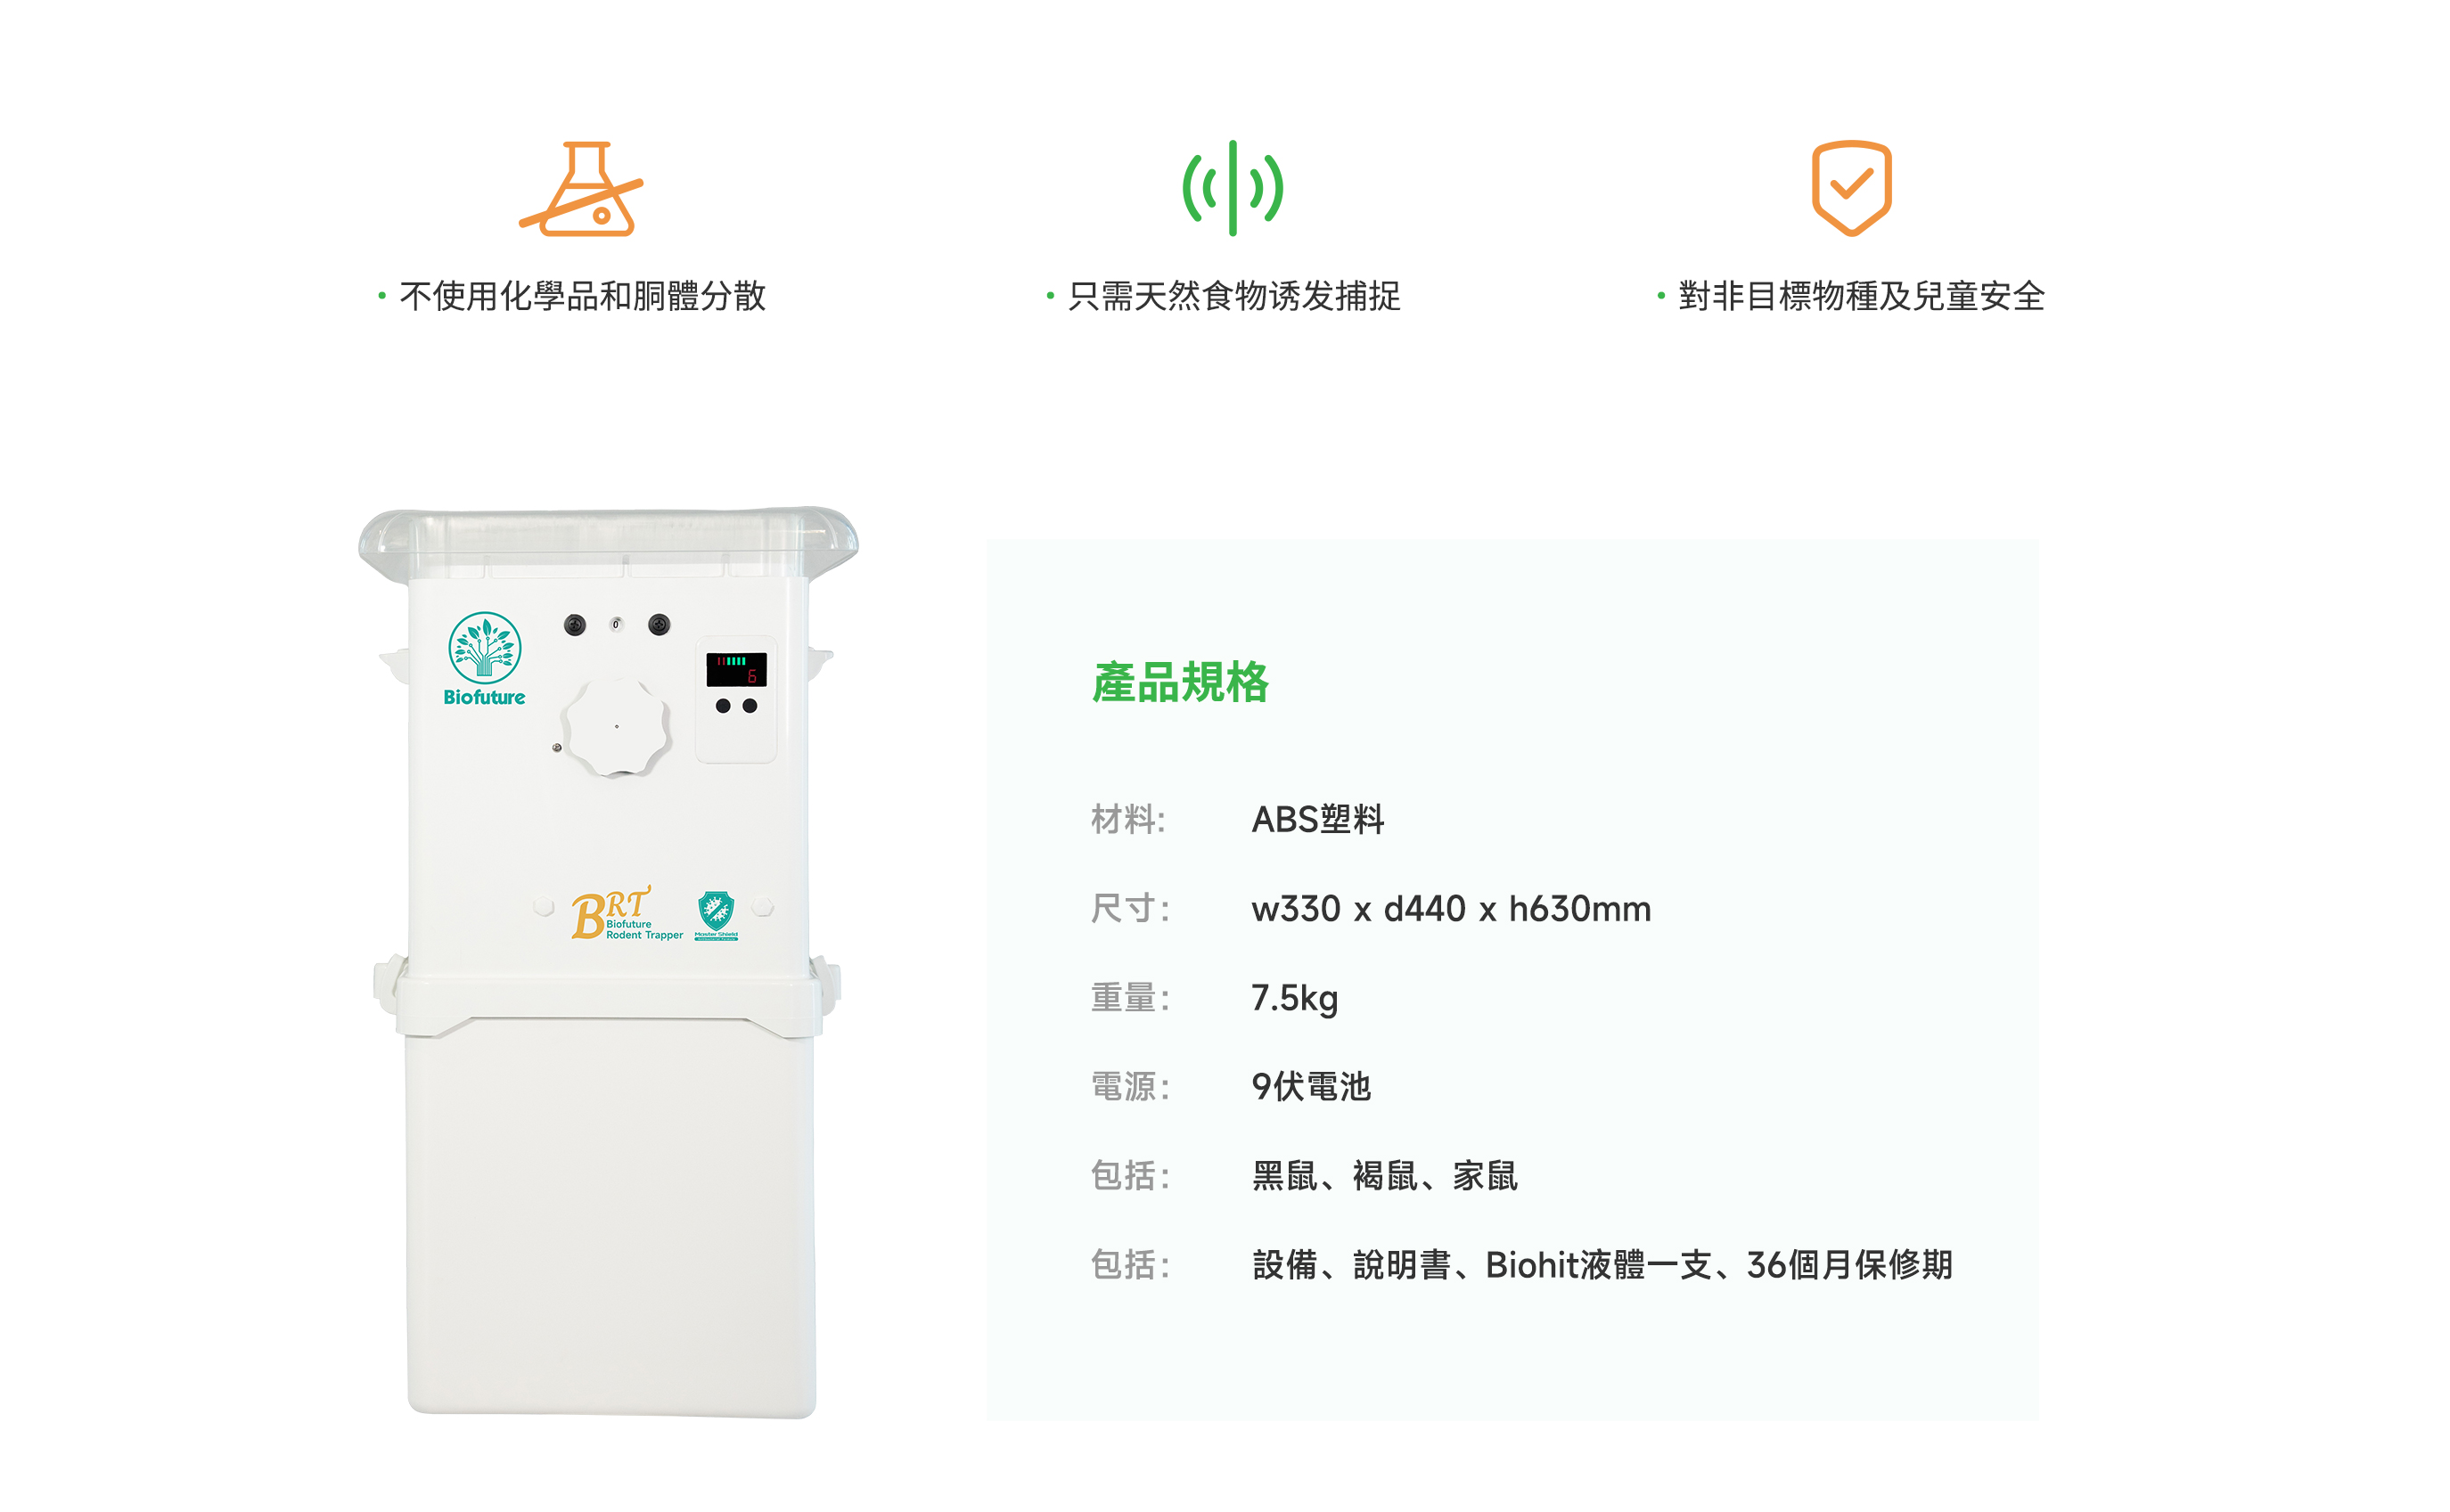 不使用化學品和胴體分散
只需天然食物诱发捕捉
對非目標物種及兒童安全
0
6
Biofuture
BRT
Biofuture
Rodent Trapper
Master Shield
產品規格
材料: ABS塑料
尺寸: w330 x d440 x h630mm
重量: 7.5kg
電源: 9伏電池
包括: 黑鼠、褐鼠、家鼠
包括: 設備、說明書、Biohit液體一支、36個月保修期